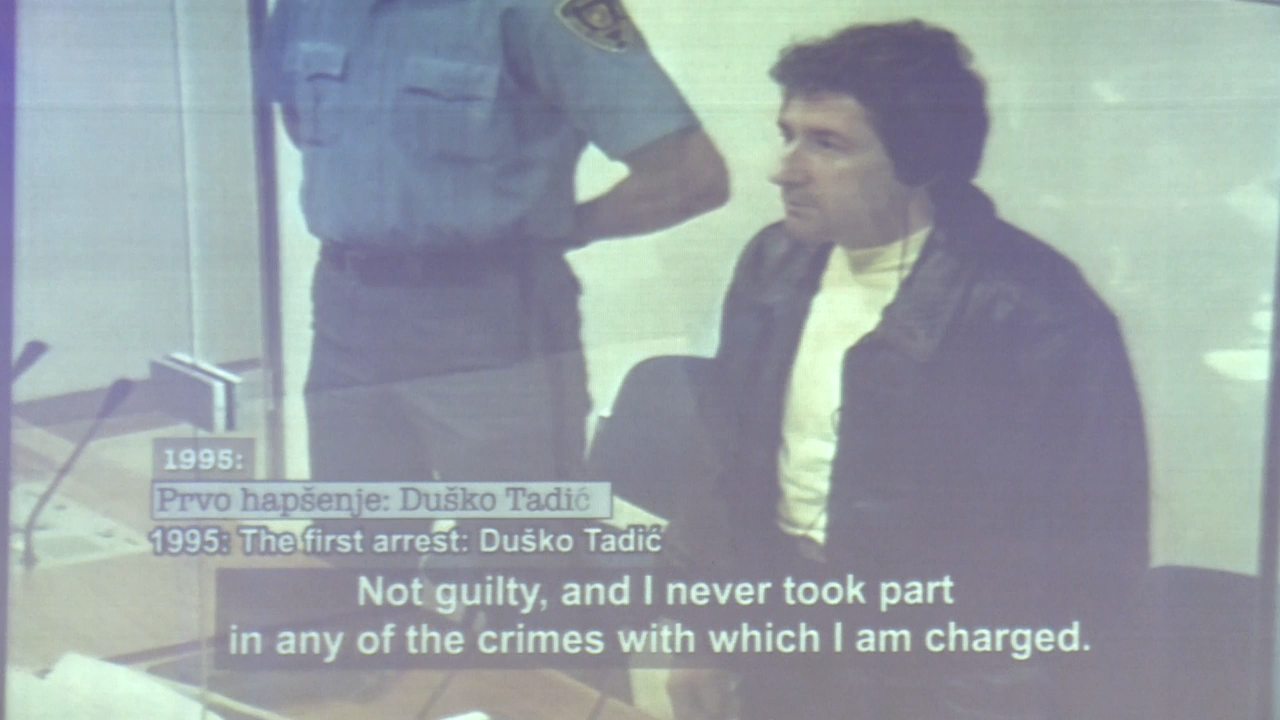 1995:
Prvo hapšenje: Duško Tadić
1995: The first arrest: Duško Tadić
Not guilty, and I never took part
in any of the crimes with which I am charged.